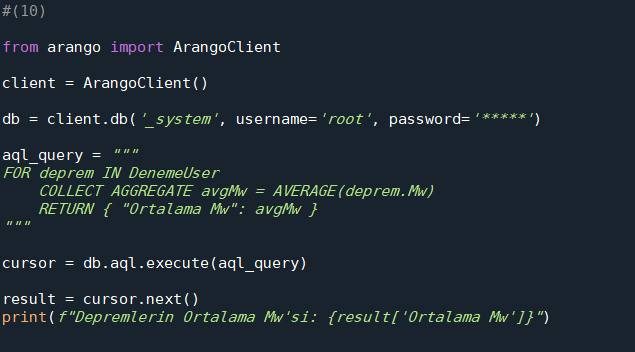 #(10)
from arango import ArangoClient
client = ArangoClient()
db = client.db('_system', username='root', password='*****')
aql_query = """
FOR deprem IN DenemeUser
    COLLECT AGGREGATE avgMw = AVERAGE(deprem.Mw)
    RETURN { "Ortalama Mw": avgMw }
"""
cursor = db.aql.execute(aql_query)
result = cursor.next()
print(f"Depremlerin Ortalama Mw'si: {result['Ortalama Mw']}")